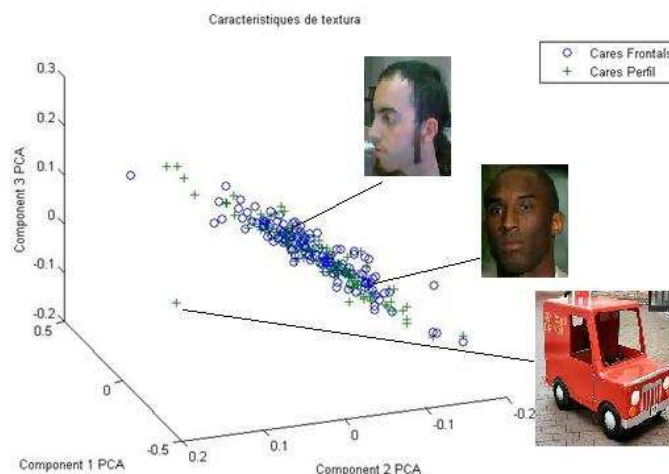 Caracteristiques de textura
Cares Frontals
Cares Perfil
0.3
0.2
0.1
0
-0.1
-0.2
Component 3 PCA
0.5
0
-0.5
Component 1 PCA
0.2
0.1
0
-0.1
-0.2
Component 2 PCA